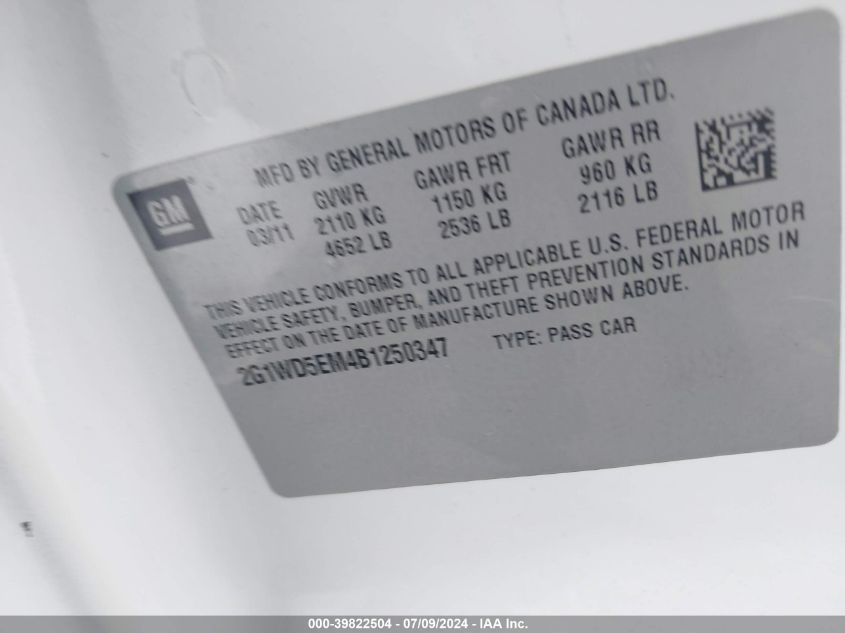 MFD BY GENERAL MOTORS OF CANADA LTD.
GM
DATE GVWR GAWR FRT GAWR RR
03/11 2110 KG 1150 KG 960 KG
4652 LB 2536 LB 2116 LB
THIS VEHICLE CONFORMS TO ALL APPLICABLE U.S. FEDERAL MOTOR
VEHICLE SAFETY, BUMPER, AND THEFT PREVENTION STANDARDS IN
EFFECT ON THE DATE OF MANUFACTURE SHOWN ABOVE.
2G1WD5EM4B1250347 TYPE: PASS CAR
000-39822504 - 07/09/2024 - IAA Inc.